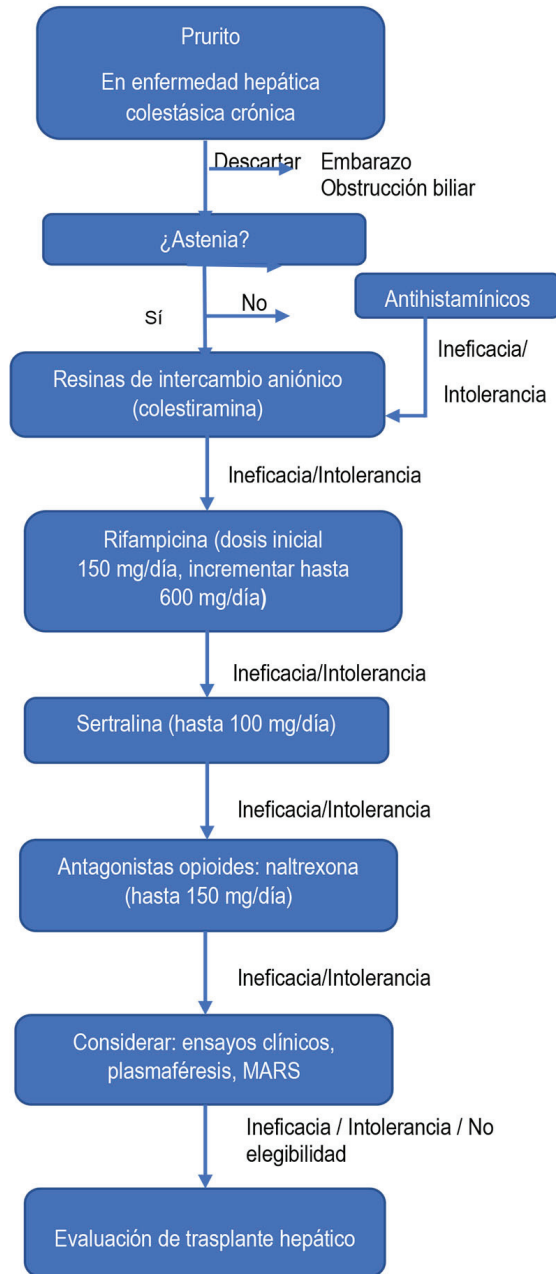 Prurito
En enfermedad hepática
colestásica crónica
Descartar
Embarazo
Obstrucción biliar
¿Astenia?
Sí
No
Antihistamínicos
Ineficacia/
Intolerancia
Resinas de intercambio aniónico
(colestiramina)
Ineficacia/Intolerancia
Rifampicina (dosis inicial
150 mg/día, incrementar hasta
600 mg/día)
Ineficacia/Intolerancia
Sertralina (hasta 100 mg/día)
Ineficacia/Intolerancia
Antagonistas opioides: naltrexona
(hasta 150 mg/día)
Ineficacia/Intolerancia
Considerar: ensayos clínicos,
plasmaféresis, MARS
Ineficacia / Intolerancia / No
elegibilidad
Evaluación de trasplante hepático